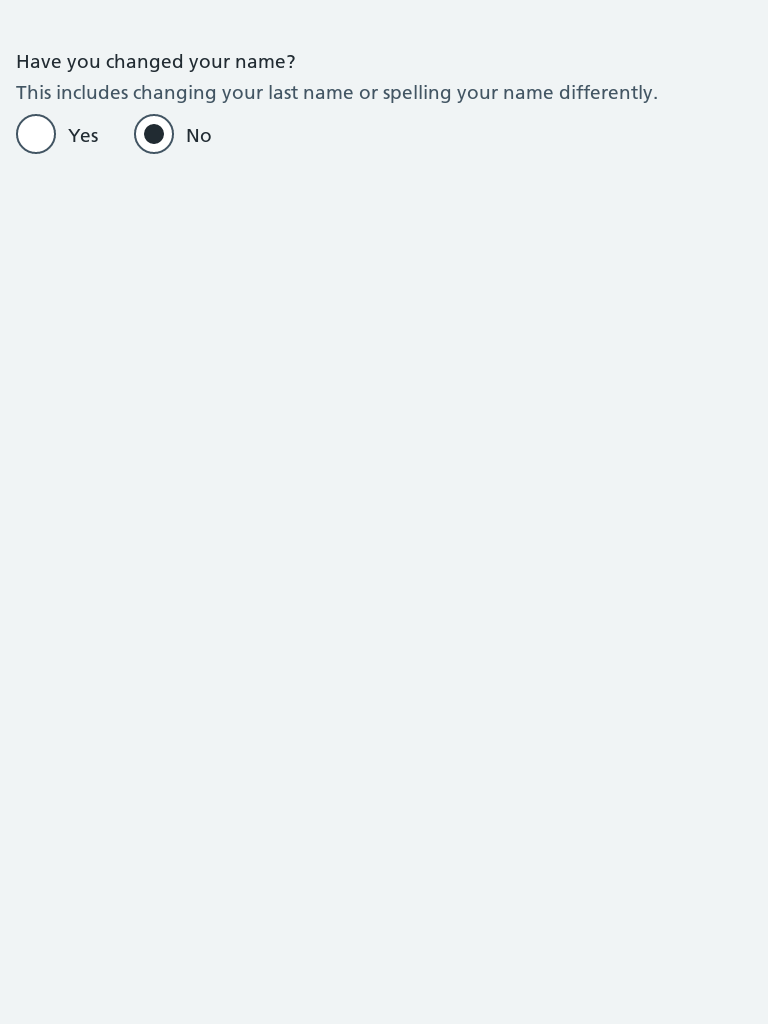 Have you changed your name?
This includes changing your last name or spelling your name differently.
Yes No